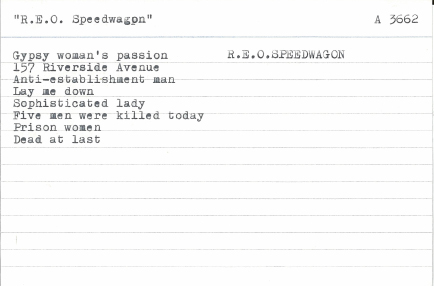 "R.E.O. Speedwagon" A 3662
Gypsy woman's passion R.E.O.SPEEDWAGON
157 Riverside Avenue
Anti-establishment man
Lay me down
Sophisticated lady
Five men were killed today
Prison women
Dead at last